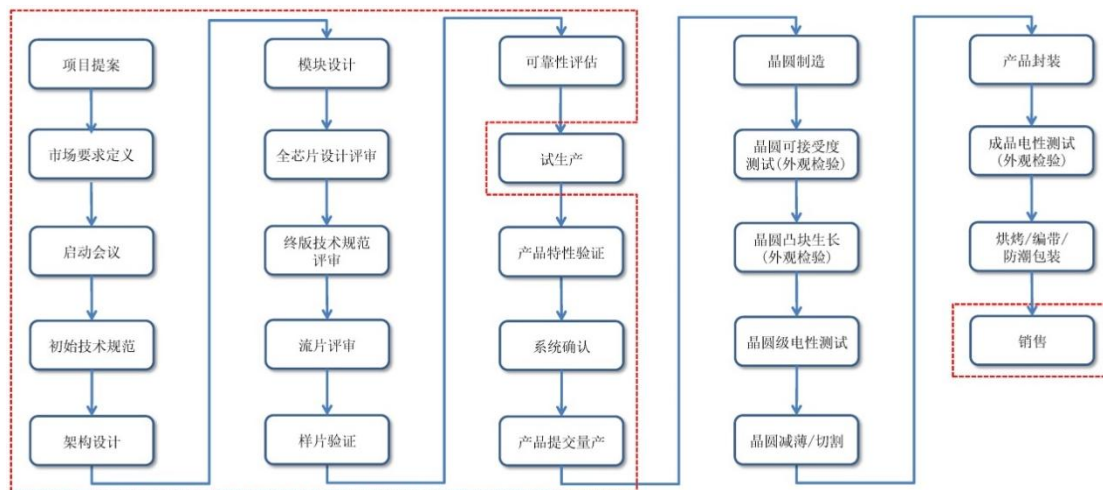 项目提案
市场要求定义
启动会议
初始技术规范
架构设计
模块设计
全芯片设计评审
终版技术规范
评审
流片评审
样片验证
可靠性评估
试生产
产品特性验证
系统确认
产品提交量产
晶圆制造
晶圆可接受度
测试(外观检验)
晶圆凸块生长
(外观检验)
晶圆级电性测试
晶圆减薄/切割
产品封装
成品电性测试
(外观检验)
烘烤/编带/
防潮包装
销售